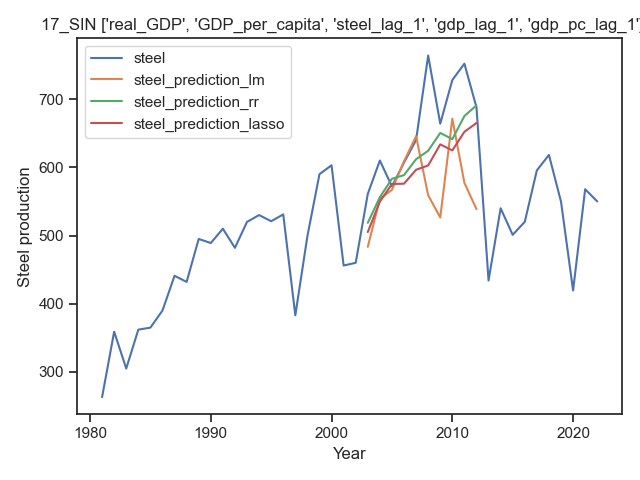 17_SIN ['real_GDP', 'GDP_per_capita', 'steel_lag_1', 'gdp_lag_1', 'gdp_pc_lag_1']
steel
steel_prediction_lm
steel_prediction_rr
steel_prediction_lasso
Steel production
700
600
500
400
300
1980 1990 2000 2010 2020
Year